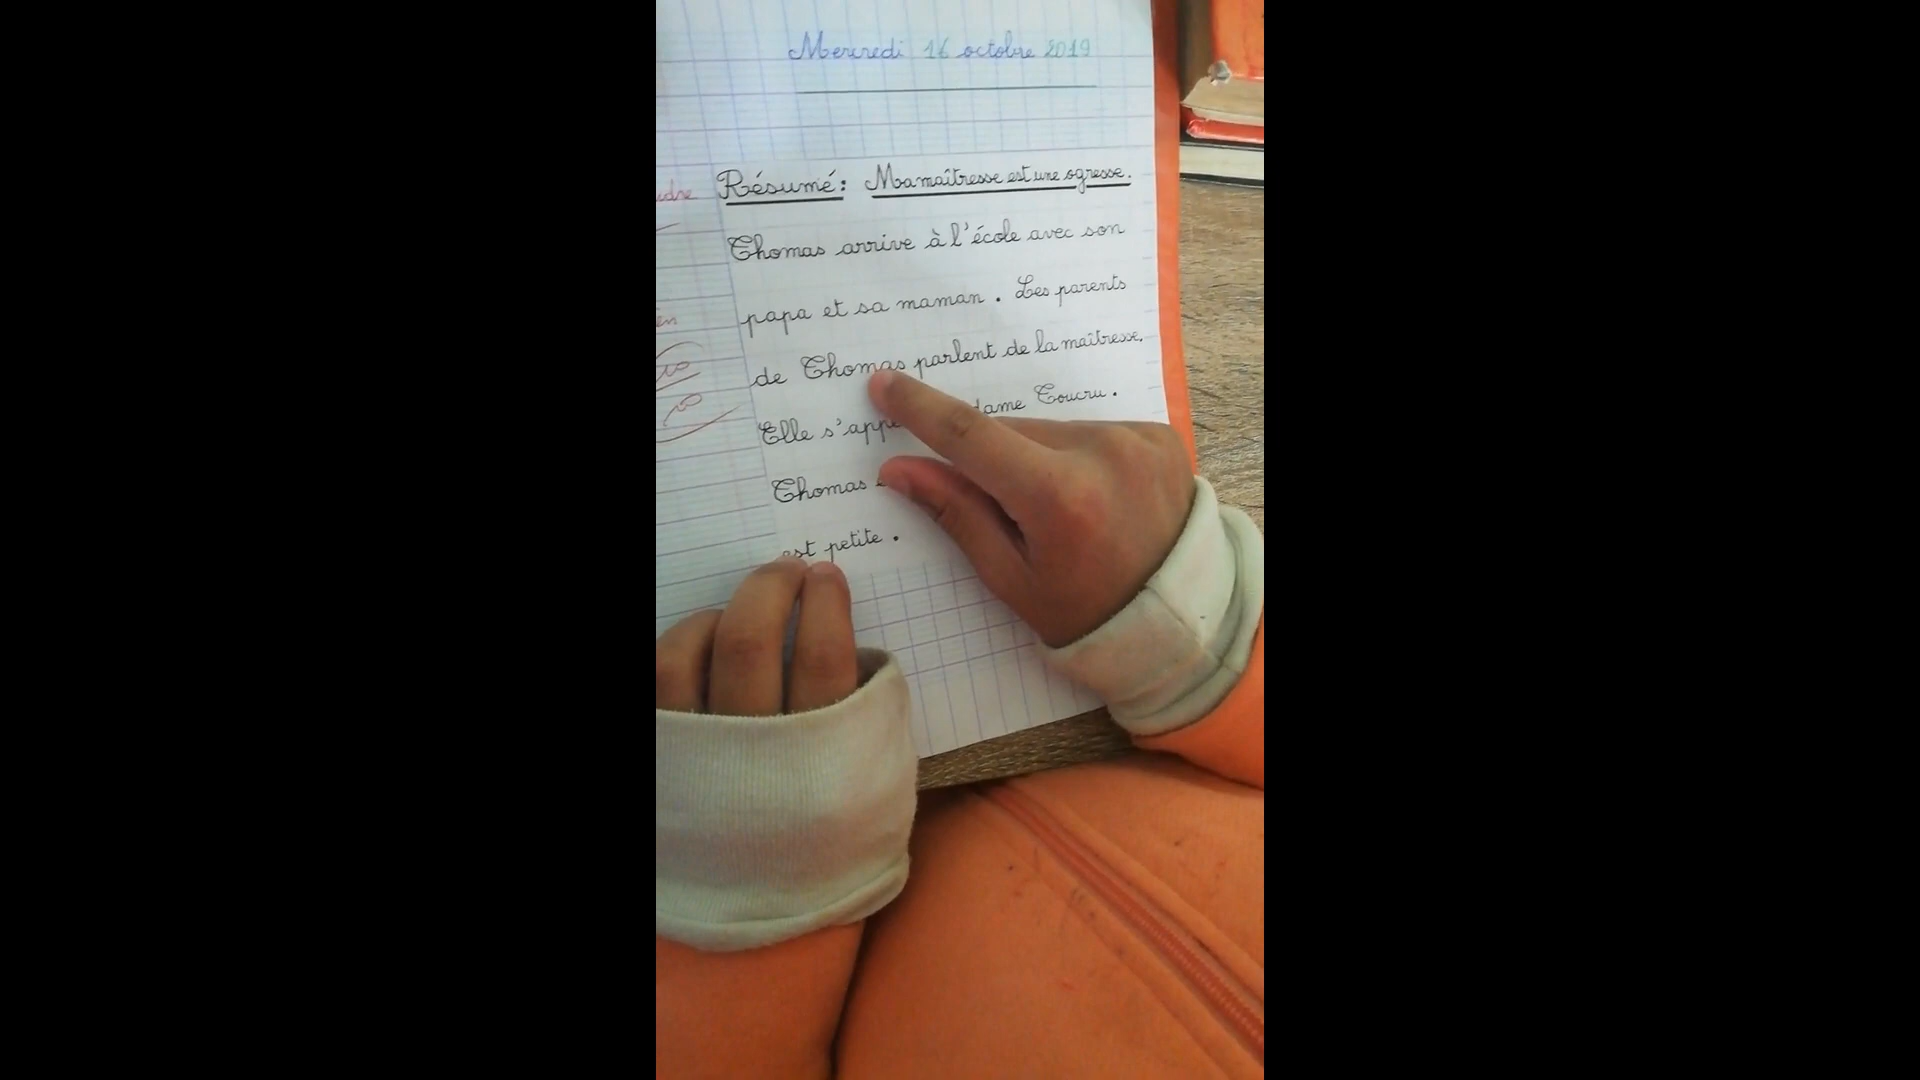 Mercredi 16 octobre 2019
Résumé: Ma maîtresse est une ogresse.
Thomas arrive à l'école avec son
papa et sa maman. Les parents
de Thomas parlent de la maîtresse.
Elle s'appe dame Toucru.
Thomas
est petite.